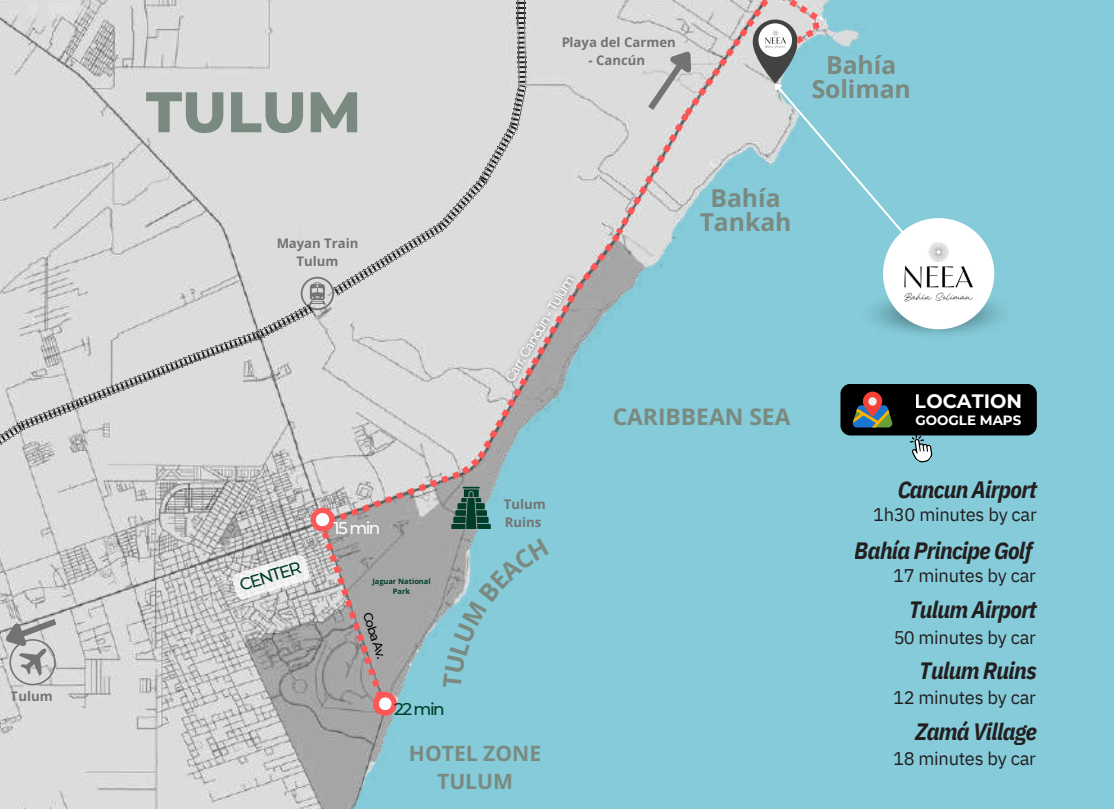 Playa del Carmen
- Cancún
NEEA
Bahía
Soliman
TULUM
Bahía
Tankah
Mayan Train
Tulum
NEEA
Bahía Soliman
Carr Cancún - Tulum
CARIBBEAN SEA
LOCATION
GOOGLE MAPS
Cancun Airport
1h30 minutes by car
Tulum
Ruins
15 min
Bahía Principe Golf
17 minutes by car
TULUM BEACH
CENTER
Jaguar National
Park
Tulum Airport
50 minutes by car
Coba Av.
Tulum
Tulum Ruins
12 minutes by car
22 min
Zamá Village
18 minutes by car
HOTEL ZONE
TULUM